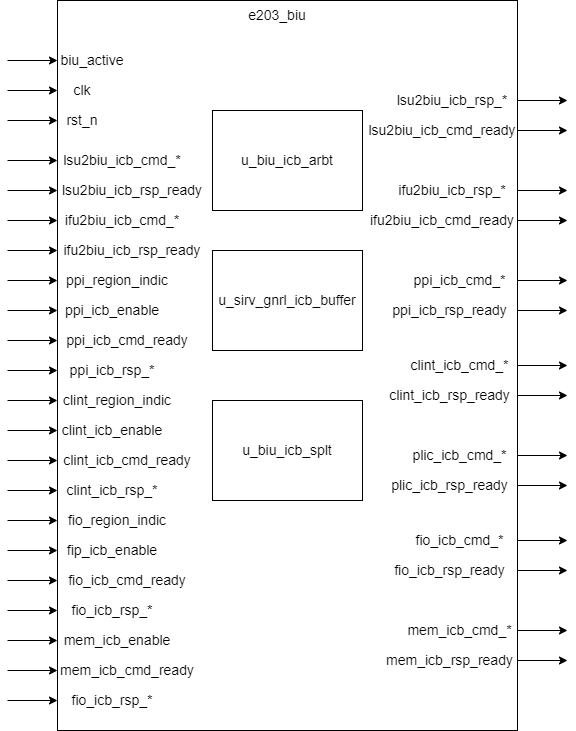 e203_biu
biu_active
clk
rst_n
lsu2biu_icb_cmd_*
lsu2biu_icb_rsp_ready
ifu2biu_icb_cmd_*
ifu2biu_icb_rsp_ready
ppi_region_indic
ppi_icb_enable
ppi_icb_cmd_ready
ppi_icb_rsp_*
clint_region_indic
clint_icb_enable
clint_icb_cmd_ready
clint_icb_rsp_*
fio_region_indic
fip_icb_enable
fio_icb_cmd_ready
fio_icb_rsp_*
mem_icb_enable
mem_icb_cmd_ready
fio_icb_rsp_*
u_biu_icb_arbt
u_sirv_gnrl_icb_buffer
u_biu_icb_splt
lsu2biu_icb_rsp_*
lsu2biu_icb_cmd_ready
ifu2biu_icb_rsp_*
ifu2biu_icb_cmd_ready
ppi_icb_cmd_*
ppi_icb_rsp_ready
clint_icb_cmd_*
clint_icb_rsp_ready
plic_icb_cmd_*
plic_icb_rsp_ready
fio_icb_cmd_*
fio_icb_rsp_ready
mem_icb_cmd_*
mem_icb_rsp_ready